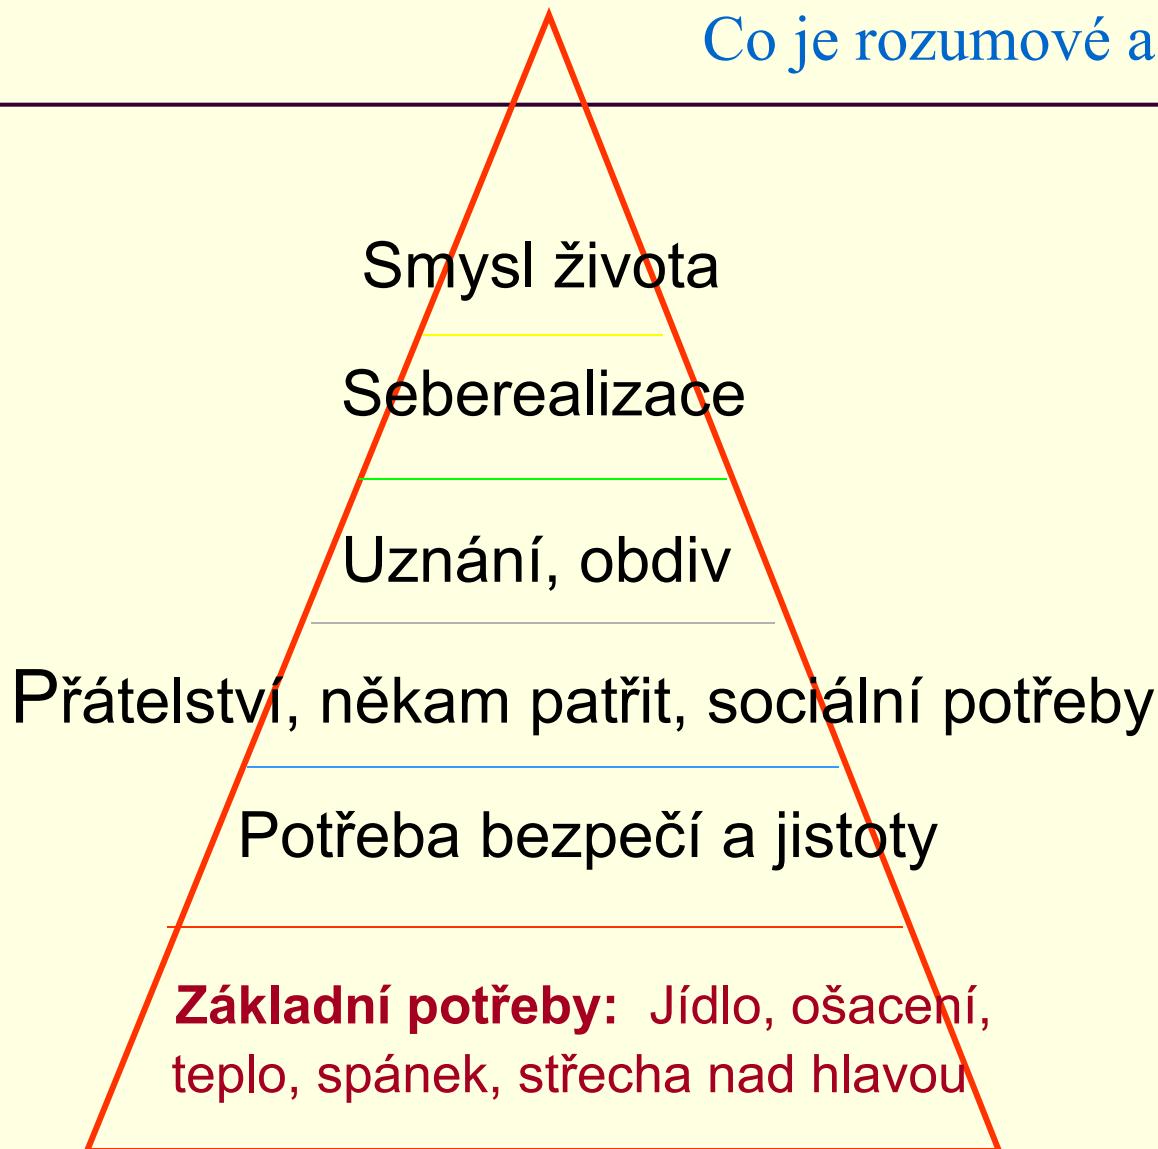 Co je rozumové a
Smysl života
Seberealizace
Uznání, obdiv
Přátelství, někam patřit, sociální potřeby
Potřeba bezpečí a jistoty
Základní potřeby: Jídlo, ošacení,
teplo, spánek, střecha nad hlavou